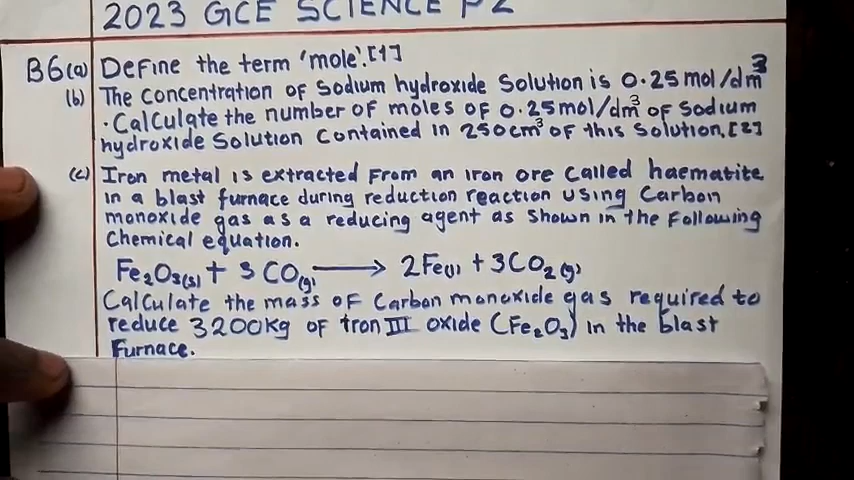 2023 GCE SCIENCE P2
B6(a) Define the term 'mole'. [1]
(b) The concentration of sodium hydroxide solution is 0.25 mol/dm³
. Calculate the number of moles of 0.25mol/dm³ of sodium
hydroxide solution contained in 250cm³ of this solution. [2]
(c) Iron metal is extracted from an iron ore called haematite
in a blast furnace during reduction reaction using carbon
monoxide gas as a reducing agent as shown in the following
chemical equation.
Fe₂O₃(s) + 3CO(g) → 2Fe(l) + 3CO₂(g)
Calculate the mass of carbon monoxide gas required to
reduce 3200kg of iron III oxide (Fe₂O₃) in the blast
furnace.